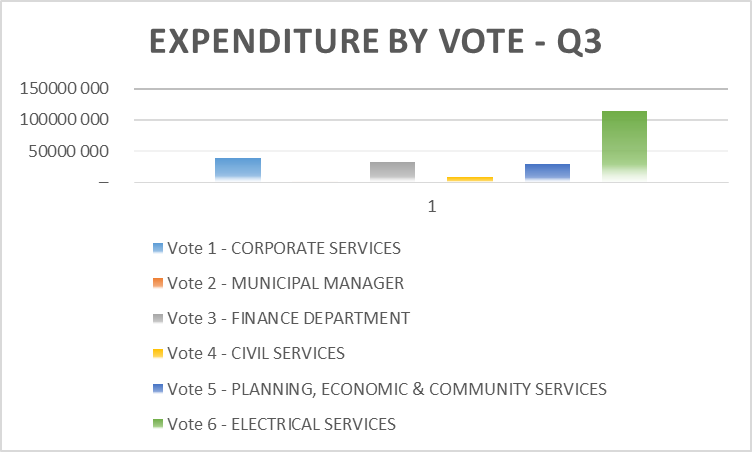 EXPENDITURE BY VOTE - Q3
150000 000
100000 000
50000 000
–
1
Vote 1 - CORPORATE SERVICES
Vote 2 - MUNICIPAL MANAGER
Vote 3 - FINANCE DEPARTMENT
Vote 4 - CIVIL SERVICES
Vote 5 - PLANNING, ECONOMIC & COMMUNITY SERVICES
Vote 6 - ELECTRICAL SERVICES